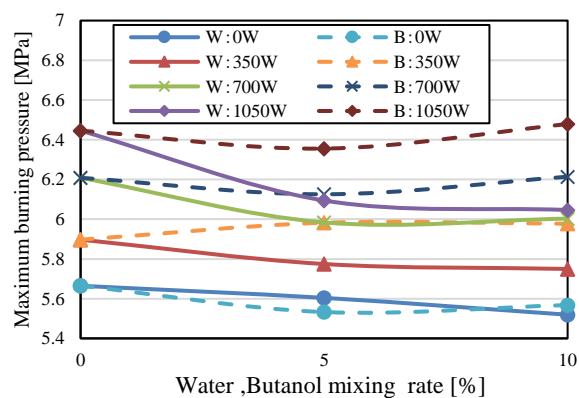 7
6.8
6.6
6.4
6.2
6
5.8
5.6
5.4
Maximum burning pressure [MPa]
W:0W B:0W
W:350W B:350W
W:700W B:700W
W:1050W B:1050W
0 5 10
Water ,Butanol mixing rate [%]